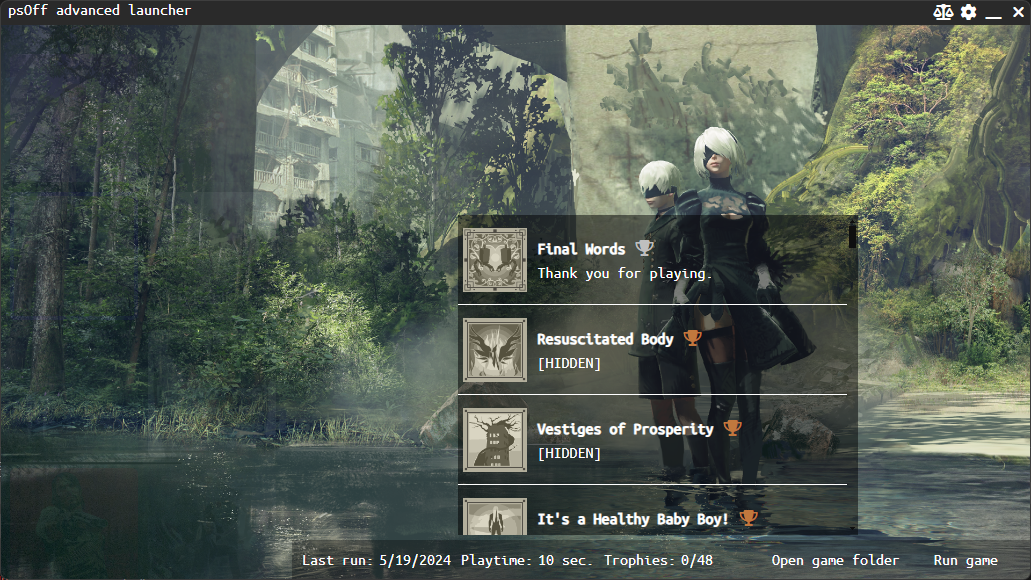 psOff advanced launcher
Final Words
Thank you for playing.
Resuscitated Body
[HIDDEN]
Vestiges of Prosperity
[HIDDEN]
It's a Healthy Baby Boy!
Last run: 5/19/2024 Playtime: 10 sec. Trophies: 0/48 Open game folder Run game